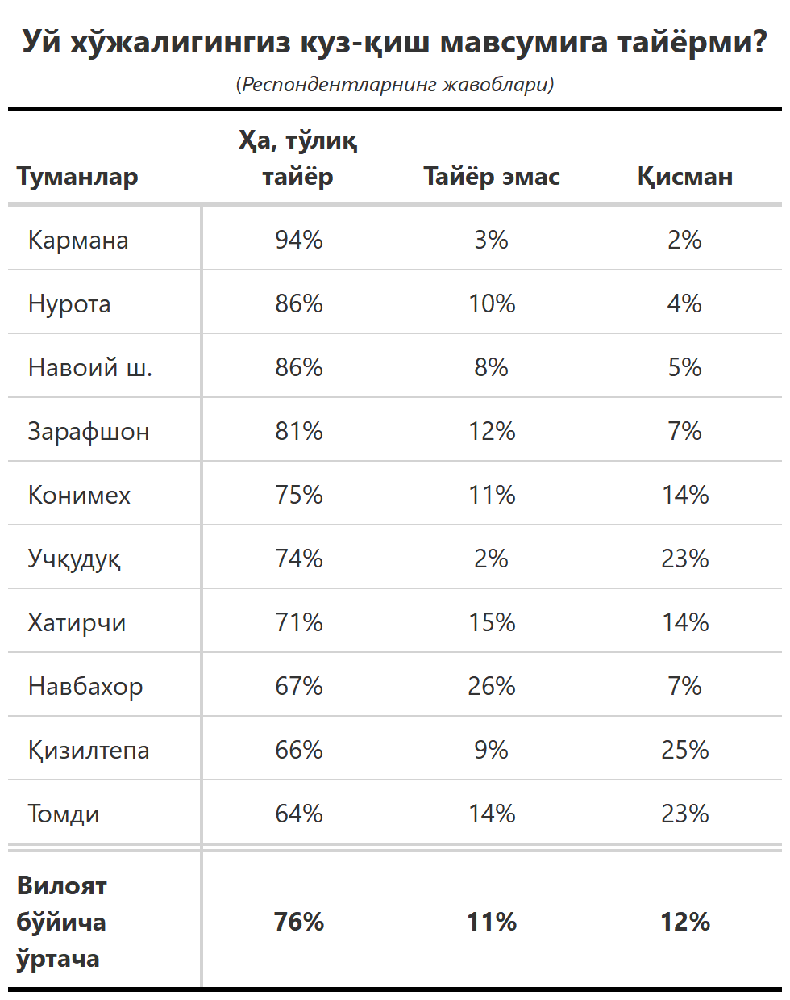 Уй хўжалигингиз куз-қиш мавсумига тайёрми?
(Респондентларнинг жавоблари)
Туманлар Ҳа, тўлиқ тайёр Тайёр эмас Қисман
Кармана 94% 3% 2%
Нурота 86% 10% 4%
Навоий ш. 86% 8% 5%
Зарафшон 81% 12% 7%
Конимех 75% 11% 14%
Учқудуқ 74% 2% 23%
Хатирчи 71% 15% 14%
Навбахор 67% 26% 7%
Қизилтепа 66% 9% 25%
Томди 64% 14% 23%
Вилоят бўйича ўртача 76% 11% 12%